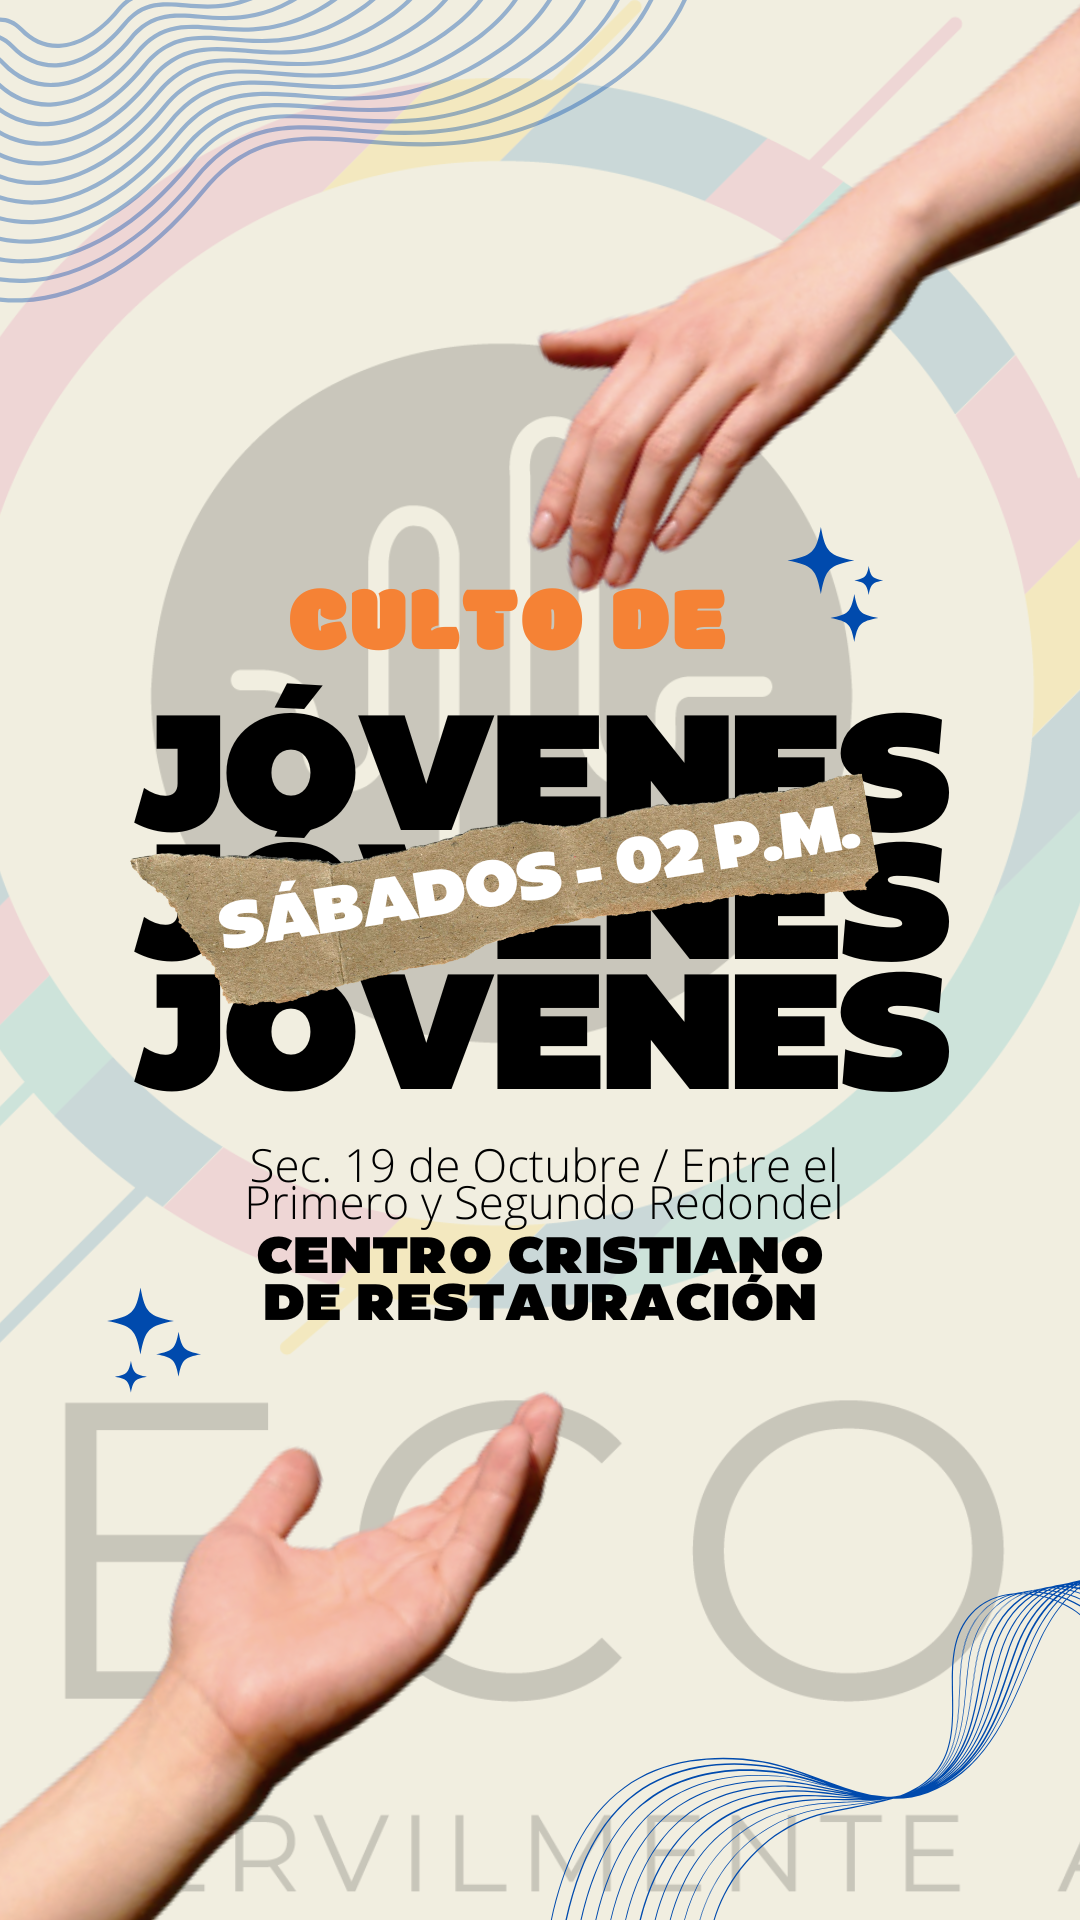 CULTO DE
JÓVENES
JÓVENES
SÁBADOS - 02 P.M.
JÓVENES
Sec. 19 de Octubre / Entre el
Primero y Segundo Redondel
CENTRO CRISTIANO
DE RESTAURACIÓN
ECO